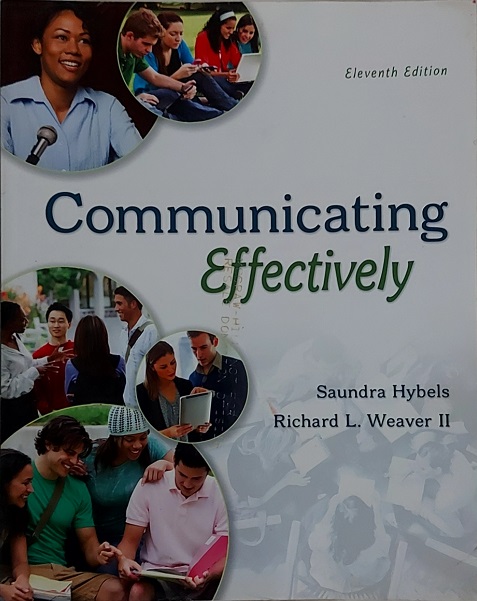 Eleventh Edition
Communicating
Effectively
Saundra Hybels
Richard L. Weaver II